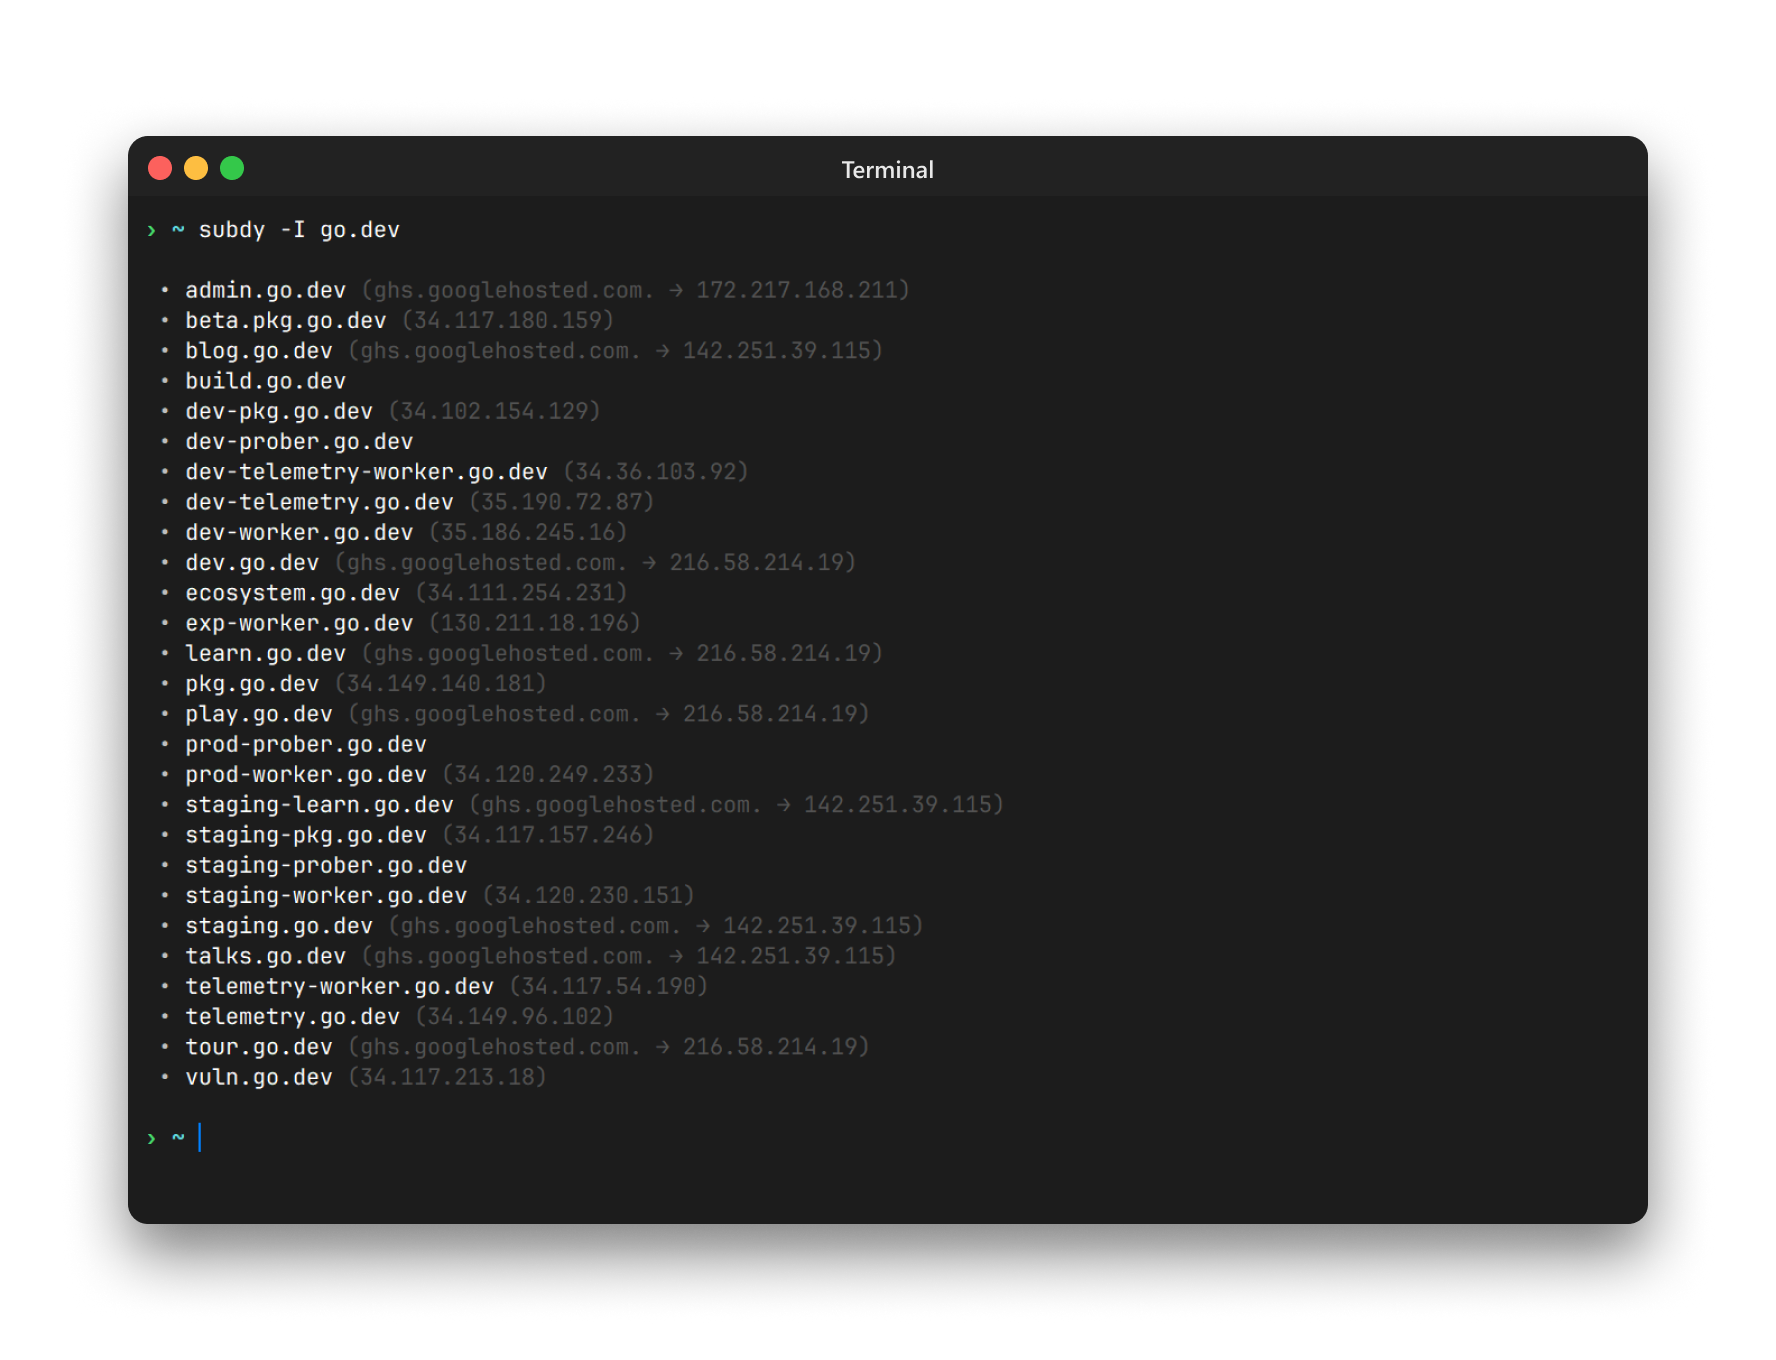 Terminal
› ~ subdy -I go.dev
• admin.go.dev (ghs.googlehosted.com. → 172.217.168.211)
• beta.pkg.go.dev (34.117.180.159)
• blog.go.dev (ghs.googlehosted.com. → 142.251.39.115)
• build.go.dev
• dev-pkg.go.dev (34.102.154.129)
• dev-prober.go.dev
• dev-telemetry-worker.go.dev (34.36.103.92)
• dev-telemetry.go.dev (35.190.72.87)
• dev-worker.go.dev (35.186.245.16)
• dev.go.dev (ghs.googlehosted.com. → 216.58.214.19)
• ecosystem.go.dev (34.111.254.231)
• exp-worker.go.dev (130.211.18.196)
• learn.go.dev (ghs.googlehosted.com. → 216.58.214.19)
• pkg.go.dev (34.149.140.181)
• play.go.dev (ghs.googlehosted.com. → 216.58.214.19)
• prod-prober.go.dev
• prod-worker.go.dev (34.120.249.233)
• staging-learn.go.dev (ghs.googlehosted.com. → 142.251.39.115)
• staging-pkg.go.dev (34.117.157.246)
• staging-prober.go.dev
• staging-worker.go.dev (34.120.230.151)
• staging.go.dev (ghs.googlehosted.com. → 142.251.39.115)
• talks.go.dev (ghs.googlehosted.com. → 142.251.39.115)
• telemetry-worker.go.dev (34.117.54.190)
• telemetry.go.dev (34.149.96.102)
• tour.go.dev (ghs.googlehosted.com. → 216.58.214.19)
• vuln.go.dev (34.117.213.18)
› ~